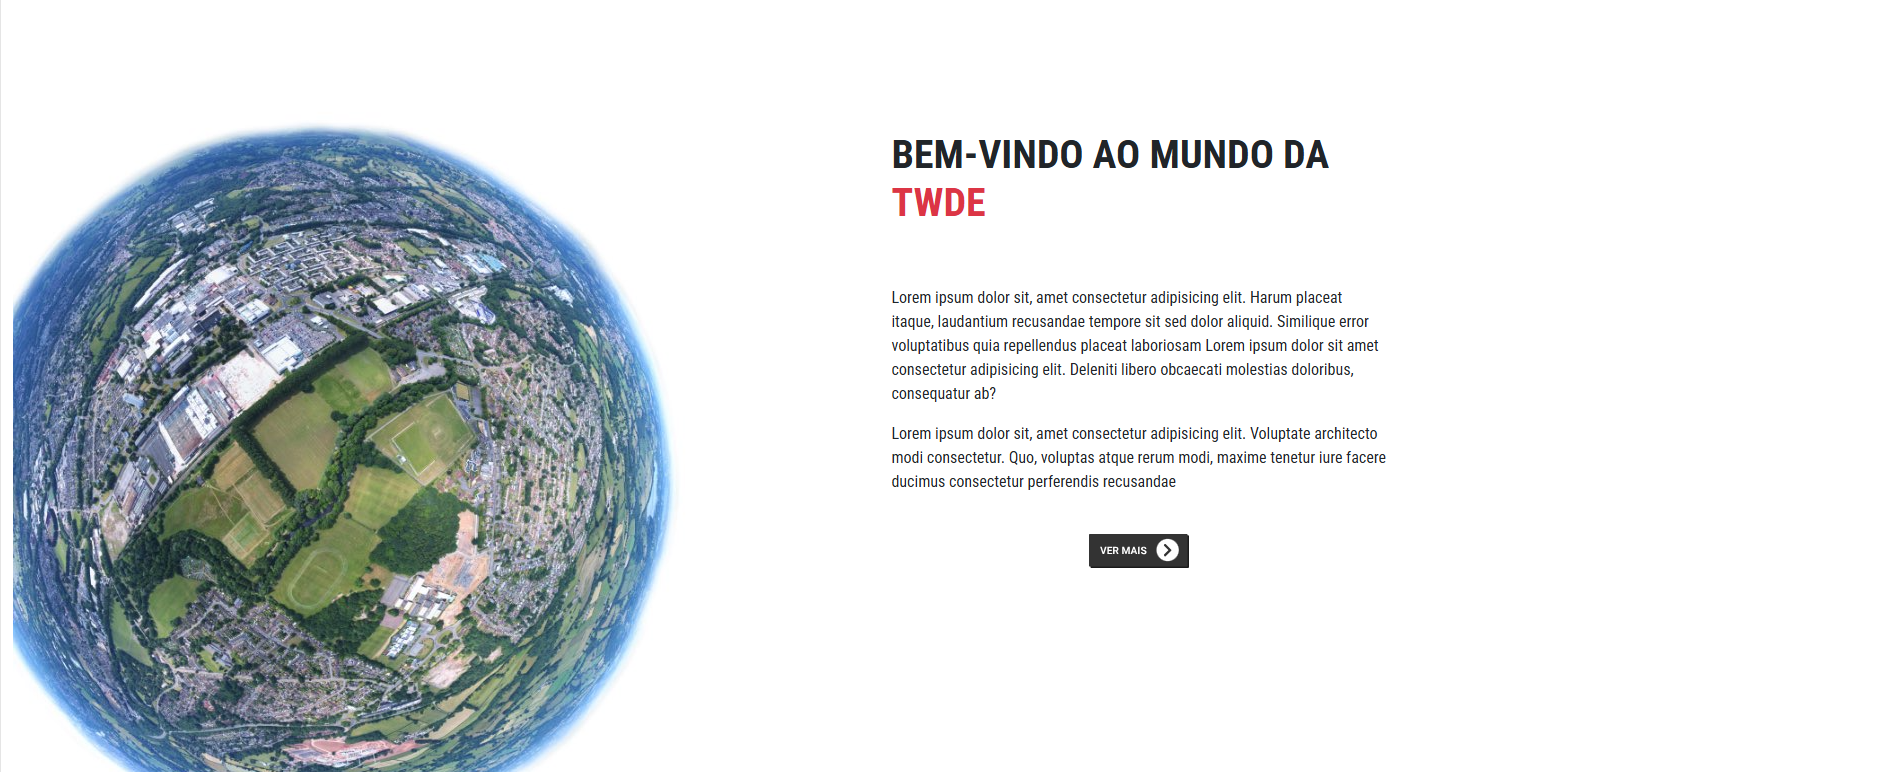 BEM-VINDO AO MUNDO DA
TWDE
Lorem ipsum dolor sit, amet consectetur adipisicing elit. Harum placeat
itaque, laudantium recusandae tempore sit sed dolor aliquid. Similique error
voluptatibus quia repellendus placeat laboriosam Lorem ipsum dolor sit amet
consectetur adipisicing elit. Deleniti libero obcaecati molestias doloribus,
consequatur ab?
Lorem ipsum dolor sit, amet consectetur adipisicing elit. Voluptate architecto
modi consectetur. Quo, voluptas atque rerum modi, maxime tenetur iure facere
ducimus consectetur perferendis recusandae
VER MAIS